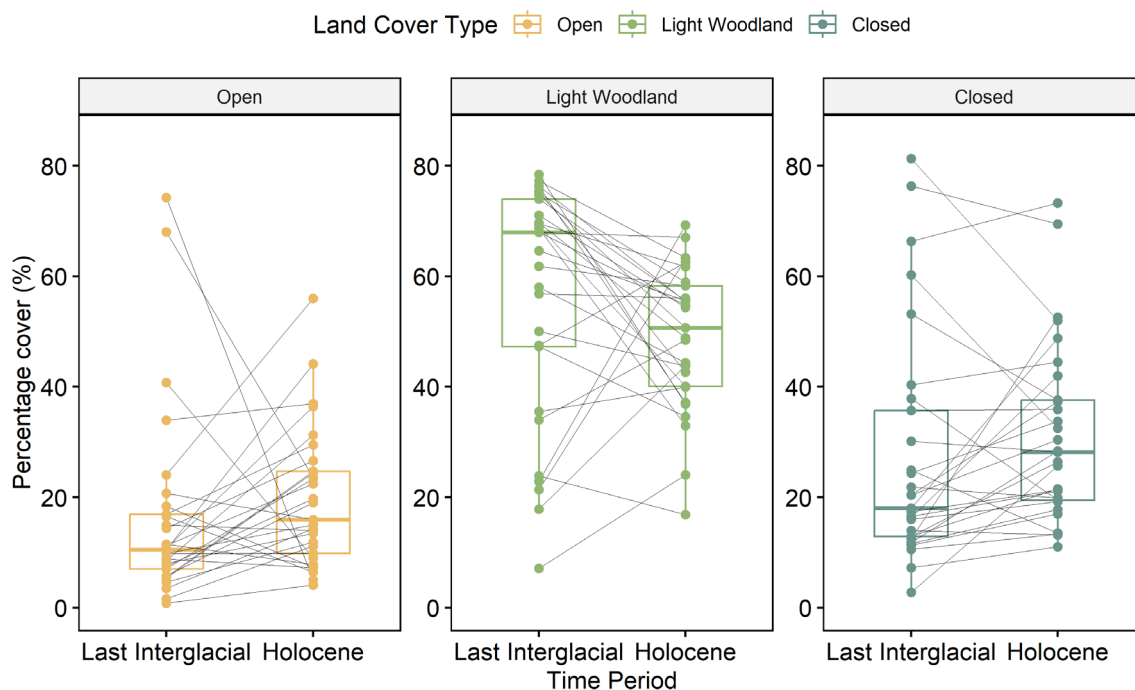 Land Cover Type Open Light Woodland Closed
Open Light Woodland Closed
Percentage cover (%)
80 80 80
60 60 60
40 40 40
20 20 20
0 0 0
Last Interglacial Holocene Last Interglacial Holocene Last Interglacial Holocene
Time Period